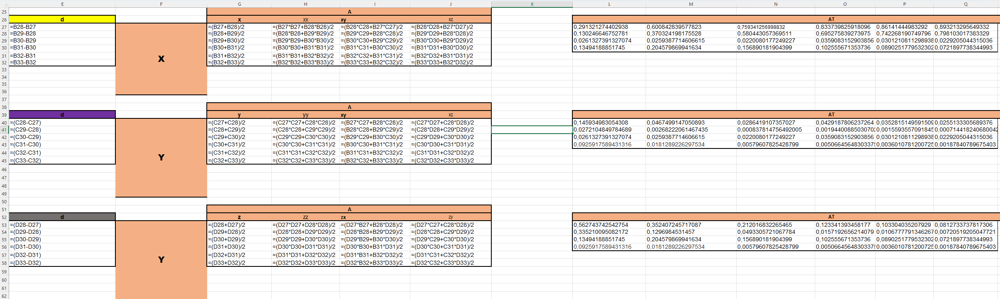 E F G H I J K L M N O P Q
25 A
26 d x xx xy xz AT
27 =B28-B27 =(B27+B28)/2 =(B27*B27+B28*B28)/2 =(B28*C28+B27*C27)/2 =(B28*D28+B27*D27)/2 0,291321274402938 0,600842839577823 0,759341256998832 0,833739825918096 0,86141444983292 0,893213295649332
28 =B29-B28 =(B28+B29)/2 =(B28*B28+B29*B29)/2 =(B29*C29+B28*C28)/2 =(B29*D29+B28*D28)/2 0,130246646752781 0,370324198175528 0,580443057369511 0,695275839273975 0,742268190749796 0,798103017383329
29 =B30-B29 =(B29+B30)/2 =(B29*B29+B30*B30)/2 =(B30*C30+B29*C29)/2 =(B30*D30+B29*D29)/2 0,0261327391327074 0,0259387714606615 0,0220080177249227 0,0359083152903856 0,0301210811298938 0,0229205044315036
30 =B31-B30 =(B30+B31)/2 =(B30*B30+B31*B31)/2 =(B31*C31+B30*C30)/2 =(B31*D31+B30*D30)/2 0,13494188851745 0,204579869941634 0,156890181904399 0,102555671353736 0,0890251779532302 0,0721897738344993
31 =B32-B31 X =(B31+B32)/2 =(B31*B31+B32*B32)/2 =(B32*C32+B31*C31)/2 =(B32*D32+B31*D31)/2
32 =B33-B32 =(B32+B33)/2 =(B32*B32+B33*B33)/2 =(B33*C33+B32*C32)/2 =(B33*D33+B32*D32)/2
33
34
35
36
37
38 A
39 d y yy xy xz AT
40 =(C28-C27) =(C27+C28)/2 =(C27*C27+C28*C28)/2 =(B27*C27+B28*C28)/2 =(C27*D27+C28*D28)/2 0,145934983054308 0,0467499147050893 0,0286419107357027 0,0429187806237264 0,0352815149591509 0,0255133305689376
41 =(C29-C28) =(C28+C29)/2 =(C28*C28+C29*C29)/2 =(B28*C28+B29*C29)/2 =(C28*D28+C29*D29)/2 0,0272104849784689 0,00268222061467435 0,000837814756492005 0,0019440088503070 0,0015593557091845 0,000714418240680042
42 =(C30-C29) =(C29+C30)/2 =(C29*C29+C30*C30)/2 =(B29*C29+B30*C30)/2 =(C29*D29+C30*D30)/2 0,0261327391327074 0,0259387714606615 0,0220080177249227 0,0359083152903856 0,0301210811298938 0,0229205044315036
43 =(C31-C30) =(C30+C31)/2 =(C30*C30+C31*C31)/2 =(B30*C30+B31*C31)/2 =(C30*D30+C31*D31)/2 0,0925917589431316 0,0181289226297534 0,00579607825428799 0,0050664564830337 0,0036010781200725 0,00187840789675403
44 =(C32-C31) Y =(C31+C32)/2 =(C31*C31+C32*C32)/2 =(B31*C31+B32*C32)/2 =(C31*D31+C32*D32)/2
45 =(C33-C32) =(C32+C33)/2 =(C32*C32+C33*C33)/2 =(B32*C32+B33*C33)/2 =(C32*D32+C33*D33)/2
46
47
48
49
50
51 A
52 d z zz zx zy AT
53 =(D28-D27) =(D28+D27)/2 =(D27*D27+D28*D28)/2 =(D27*B27+B28*D28)/2 =(D27*C27+C28*D28)/2 0,562743742542754 0,352407245717087 0,212016832265465 0,123341393458177 0,103304035207929 0,0812733737817306
54 =(D29-D28) =(D29+D28)/2 =(D28*D28+D29*D29)/2 =(D28*B28+B29*D29)/2 =(D28*C28+C29*D29)/2 0,335210095082172 0,1296984531457 0,0493305721067784 0,0157192656214079 0,0106777791346267 0,00720519205047721
55 =(D30-D29) =(D30+D29)/2 =(D29*D29+D30*D30)/2 =(D29*B29+B30*D30)/2 =(D29*C29+C30*D30)/2 0,13494188851745 0,204579869941634 0,156890181904399 0,102555671353736 0,0890251779532302 0,0721897738344993
56 =(D31-D30) =(D31+D30)/2 =(D30*D30+D31*D31)/2 =(D30*B30+B31*D31)/2 =(D30*C30+C31*D31)/2 0,0925917589431316 0,0181289226297534 0,00579607825428799 0,0050664564830337 0,0036010781200725 0,00187840789675403
57 =(D32-D31) Y =(D32+D31)/2 =(D31*D31+D32*D32)/2 =(D31*B31+B32*D32)/2 =(D31*C31+C32*D32)/2
58 =(D33-D32) =(D33+D32)/2 =(D32*D32+D33*D33)/2 =(D32*B32+B33*D33)/2 =(D32*C32+C33*D33)/2
59
60
61
62